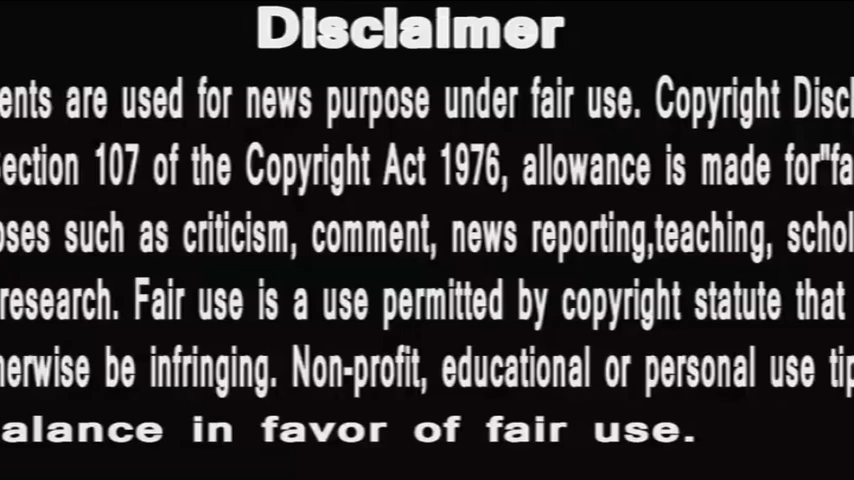 Disclaimer
ents are used for news purpose under fair use. Copyright Discl
ection 107 of the Copyright Act 1976, allowance is made for"fa
oses such as criticism, comment, news reporting,teaching, schol
research. Fair use is a use permitted by copyright statute that
herwise be infringing. Non-profit, educational or personal use tip
alance in favor of fair use.